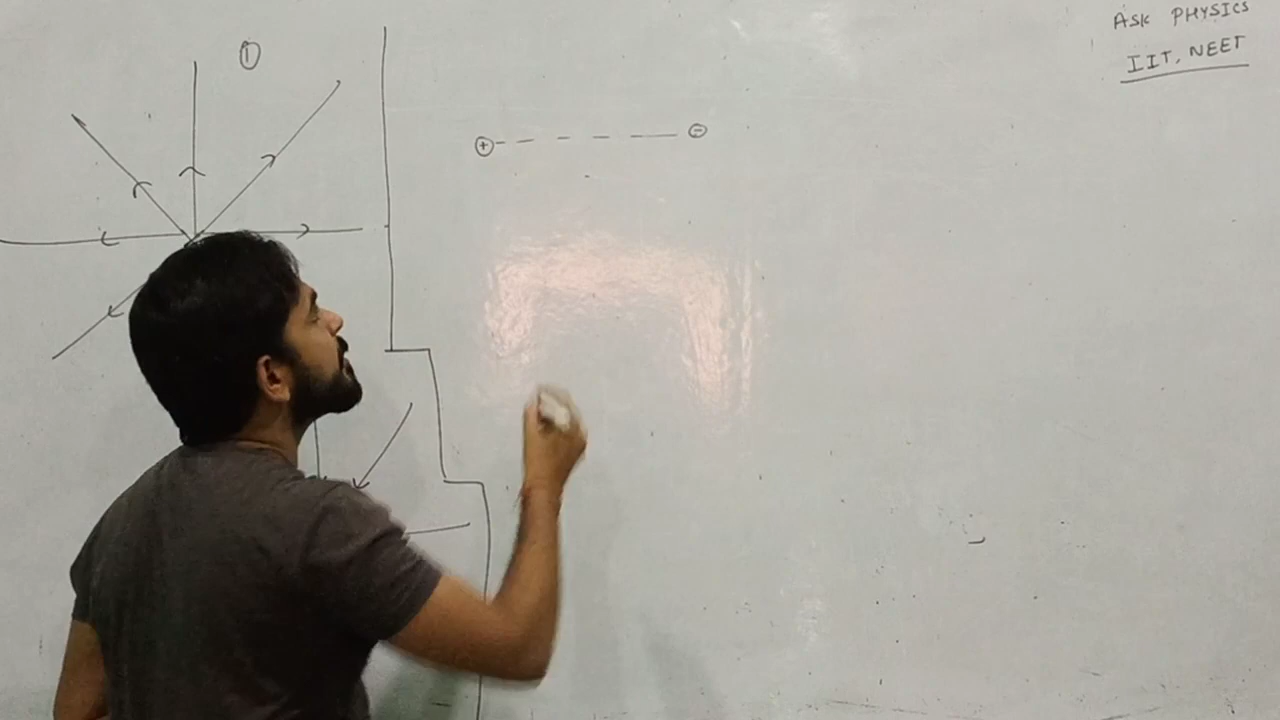 ①
+
-
ASK PHYSICS
IIT, NEET